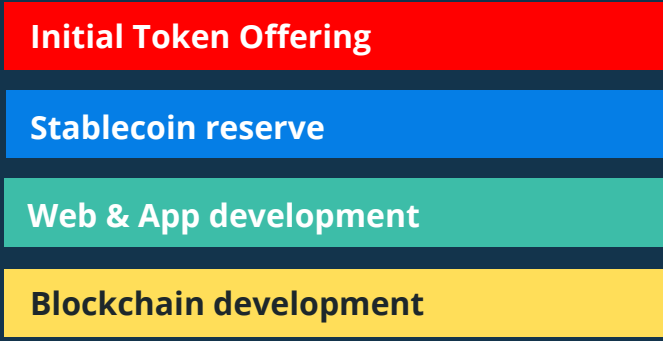 Initial Token Offering
Stablecoin reserve
Web & App development
Blockchain development